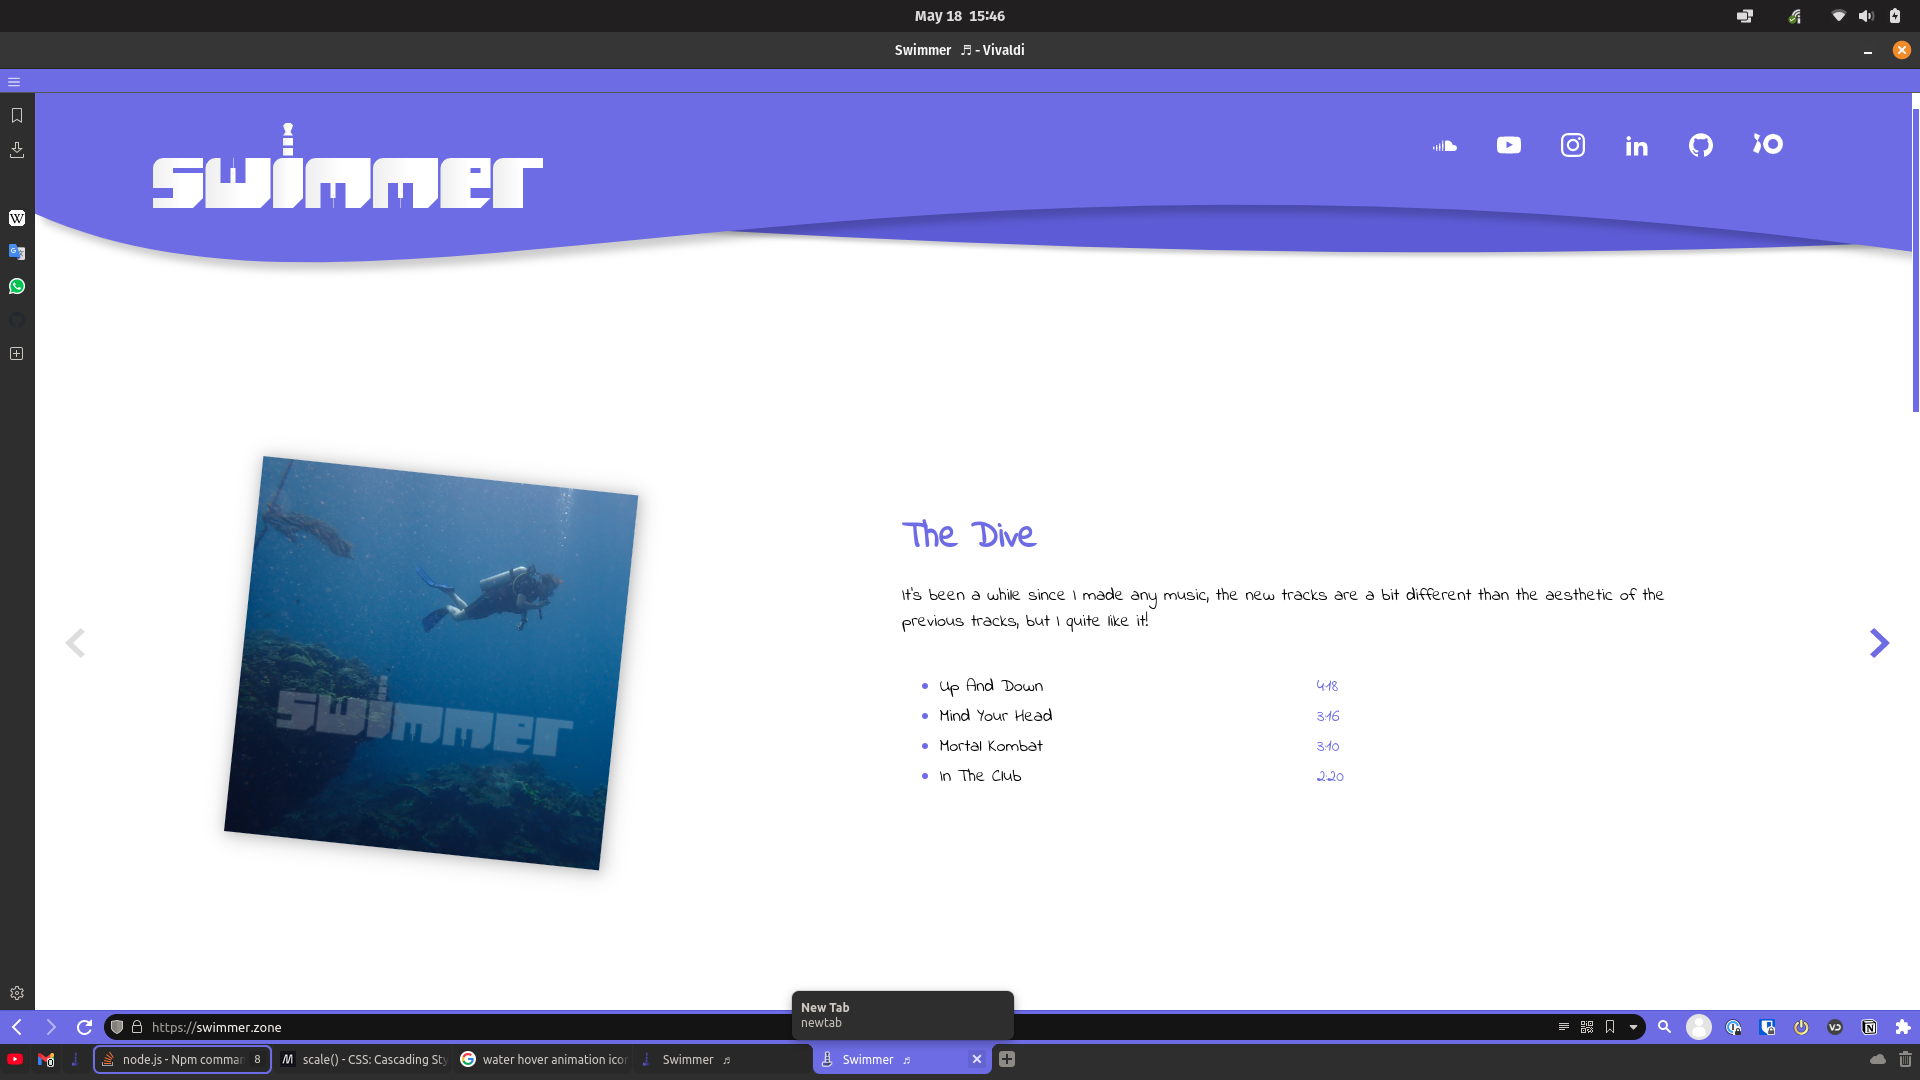 May 18 15:46
Swimmer ♬ - Vivaldi
swimmer
swimmer
The Dive
It's been a while since I made any music, the new tracks are a bit different than the aesthetic of the
previous tracks, but I quite like it!
Up And Down 4:18
Mind Your Head 3:16
Mortal Kombat 3:10
In The Club 2:20
New Tab
newtab
https://swimmer.zone
node.js - Npm comman 8
scale() - CSS: Cascading Sty
water hover animation icon
Swimmer ♬
Swimmer ♬